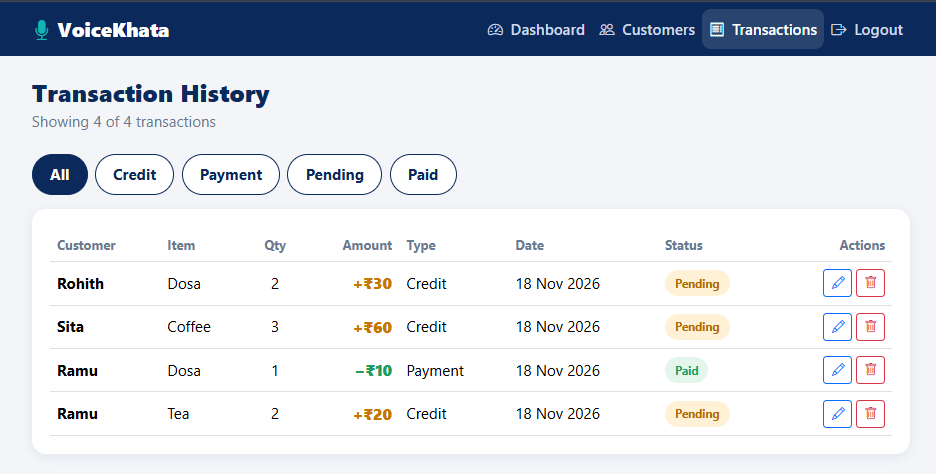 VoiceKhata Dashboard Customers Transactions Logout
Transaction History
Showing 4 of 4 transactions
All Credit Payment Pending Paid
Customer Item Qty Amount Type Date Status Actions
Rohith Dosa 2 +₹30 Credit 18 Nov 2026 Pending
Sita Coffee 3 +₹60 Credit 18 Nov 2026 Pending
Ramu Dosa 1 −₹10 Payment 18 Nov 2026 Paid
Ramu Tea 2 +₹20 Credit 18 Nov 2026 Pending